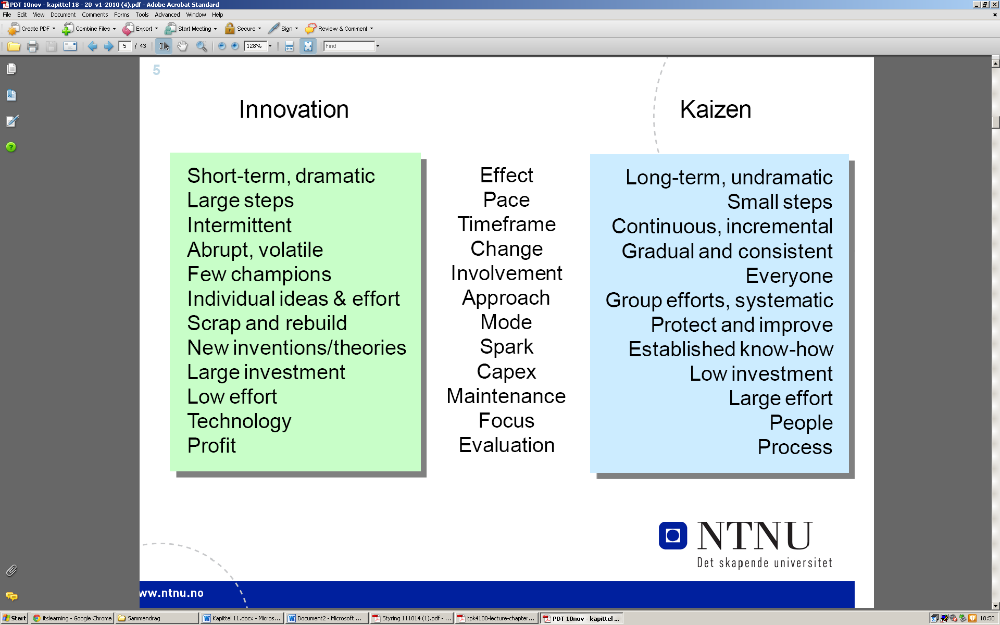 PDT 10nov - kapittel 18 - 20 v1-2010 (4).pdf - Adobe Acrobat Standard
File Edit View Document Comments Forms Tools Advanced Window Help
Create PDF Combine Files Export Start Meeting Secure Sign Review & Comment
5 / 43 128% Find
5
Innovation Kaizen
Short-term, dramatic Effect Long-term, undramatic
Large steps Pace Small steps
Intermittent Timeframe Continuous, incremental
Abrupt, volatile Change Gradual and consistent
Few champions Involvement Everyone
Individual ideas & effort Approach Group efforts, systematic
Scrap and rebuild Mode Protect and improve
New inventions/theories Spark Established know-how
Large investment Capex Low investment
Low effort Maintenance Large effort
Technology Focus People
Profit Evaluation Process
NTNU
Det skapende universitet
ww.ntnu.no
Start itslearning - Google Chrome Sammendrag Kapittel 11.docx - Micros... Document2 - Microsoft ... Styring 111014 (1).pdf - ... tpk4100-lecture-chapter... PDT 10nov - kapittel ... 18:50